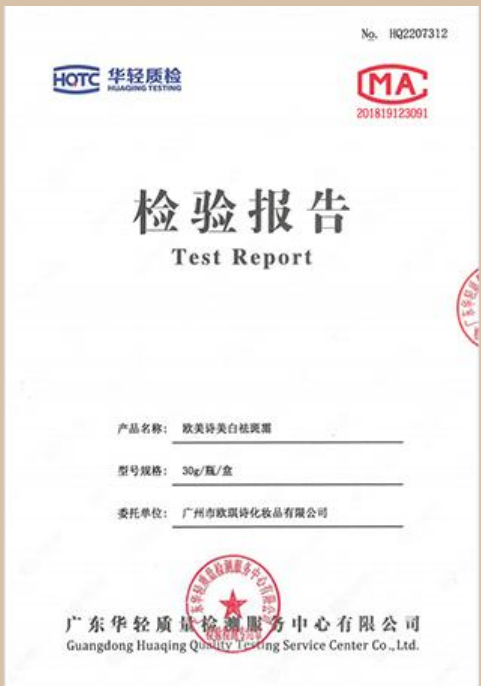 No. HQ2207312
HQTC 华轻质检
HUAQING TESTING
MA
201819123091
检验报告
Test Report
产品名称： 欧美诗美白祛斑霜
型号规格： 30g/瓶/盒
委托单位： 广州市欧琪诗化妆品有限公司
广东华轻质量检测服务中心有限公司
Guangdong Huaqing Quality Testing Service Center Co., Ltd.